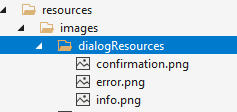 resources
images
dialogResources
confirmation.png
error.png
info.png